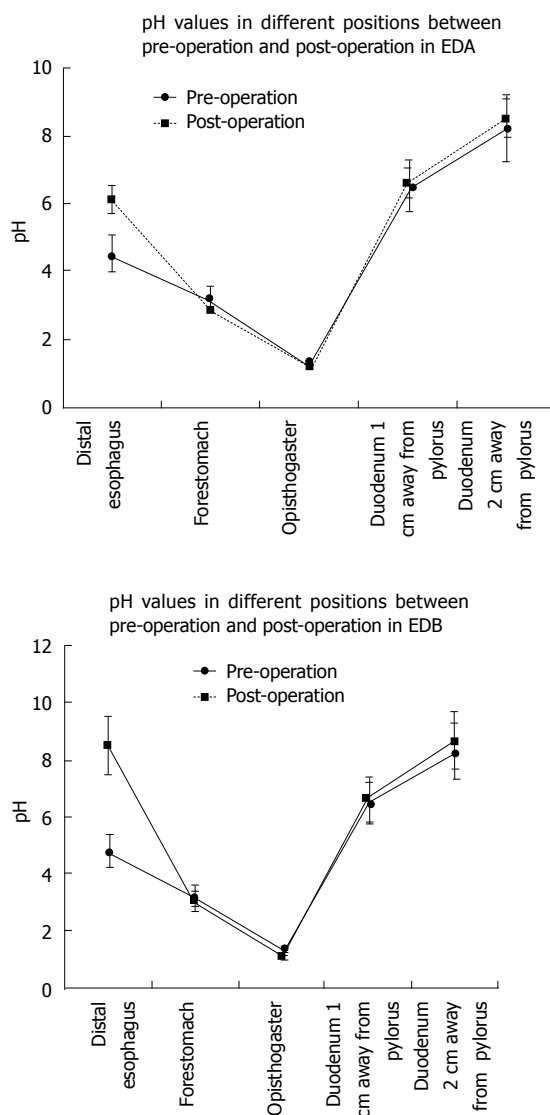 pH values in different positions between
pre-operation and post-operation in EDA
10
8
6
4
2
0
pH
Pre-operation
Post-operation
Distal
esophagus
Forestomach
Opisthogaster
Duodenum 1
cm away from
pylorus
Duodenum
2 cm away
from pylorus
pH values in different positions between
pre-operation and post-operation in EDB
12
10
8
6
4
2
0
pH
Pre-operation
Post-operation
Distal
esophagus
Forestomach
Opisthogaster
Duodenum 1
cm away from
pylorus
Duodenum
2 cm away
from pylorus